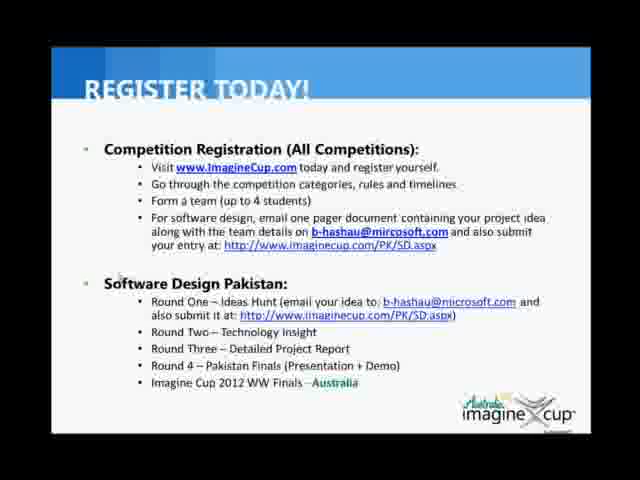 REGISTER TODAY!
• Competition Registration (All Competitions):
• Visit www.ImagineCup.com today and register yourself.
• Go through the competition categories, rules and timelines.
• Form a team (up to 4 students)
• For software design, email one pager document containing your project idea
along with the team details on b-hashau@mircosoft.com and also submit
your entry at: http://www.imaginecup.com/PK/SD.aspx
• Software Design Pakistan:
• Round One – Ideas Hunt (email your idea to: b-hashau@microsoft.com and
also submit it at: http://www.iimaginecup.com/PK/SD.aspx)
• Round Two – Technology Insight
• Round Three – Detailed Project Report
• Round 4 – Pakistan Finals (Presentation + Demo)
• Imagine Cup 2012 WW Finals - Australia
Australia
imagine cup